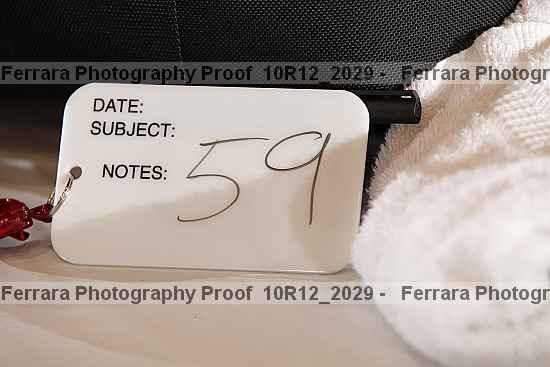 Ferrara Photography Proof 10R12_2029 - Ferrara Photogr
DATE:
SUBJECT:
NOTES:
59
Ferrara Photography Proof 10R12_2029 - Ferrara Photogr